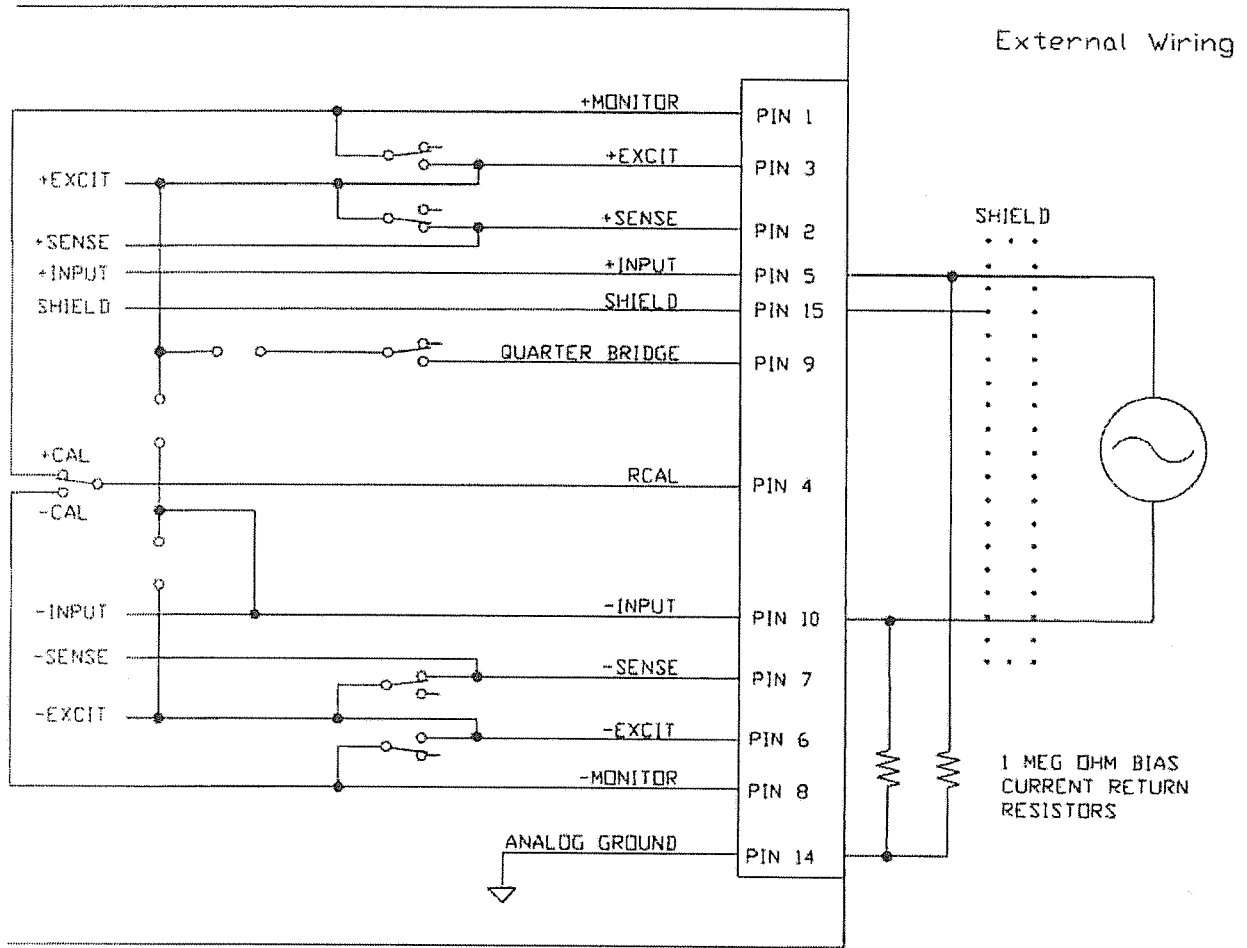 External Wiring
+MONITOR
PIN 1
+EXCIT
PIN 3
+EXCIT
+SENSE
PIN 2
SHIELD
+SENSE
+INPUT
+INPUT
PIN 5
SHIELD
SHIELD
PIN 15
QUARTER BRIDGE
PIN 9
+CAL
RCAL
PIN 4
-CAL
-INPUT
-INPUT
PIN 10
-SENSE
-SENSE
PIN 7
-EXCIT
-EXCIT
PIN 6
1 MEG OHM BIAS
CURRENT RETURN
RESISTORS
-MONITOR
PIN 8
ANALOG GROUND
PIN 14